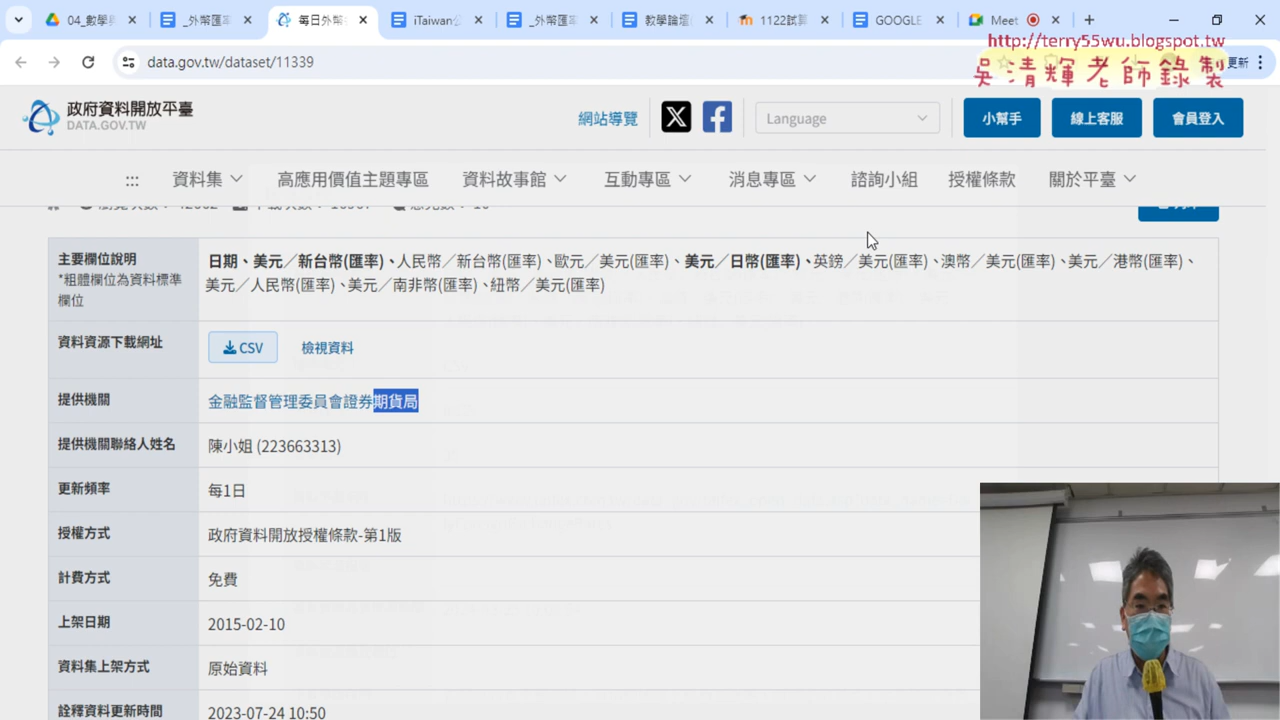 04_數學
_外幣匯率
每日外幣
iTaiwan公
_外幣匯率
教學論壇
1122試算
GOOGLE
Meet
http://terry55wu.blogspot.tw
data.gov.tw/dataset/11339
更新
吳清輝老師錄製
政府資料開放平臺
DATA.GOV.TW
網站導覽
Language
小幫手
線上客服
會員登入
資料集
高應用價值主題專區
資料故事館
互動專區
消息專區
諮詢小組
授權條款
關於平臺
主要欄位說明
*粗體欄位為資料標準
欄位
日期、美元／新台幣(匯率)、人民幣／新台幣(匯率)、歐元／美元(匯率)、美元／日幣(匯率)、英鎊／美元(匯率)、澳幣／美元(匯率)、美元／港幣(匯率)、
美元／人民幣(匯率)、美元／南非幣(匯率)、紐幣／美元(匯率)
資料資源下載網址
CSV
檢視資料
提供機關
金融監督管理委員會證券期貨局
提供機關聯絡人姓名
陳小姐 (223663313)
更新頻率
每1日
授權方式
政府資料開放授權條款-第1版
計費方式
免費
上架日期
2015-02-10
資料集上架方式
原始資料
詮釋資料更新時間
2023-07-24 10:50